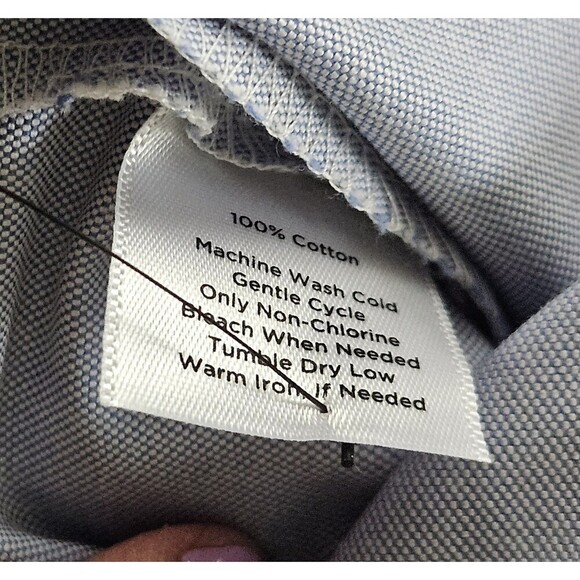 100% Cotton
Machine Wash Cold
Gentle Cycle
Only Non-Chlorine
Bleach When Needed
Tumble Dry Low
Warm Iron, If Needed